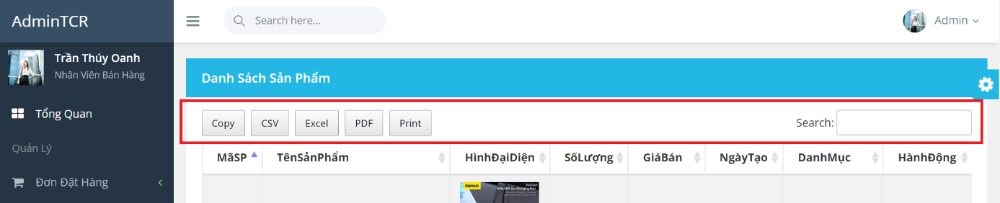 AdminTCR
Search here...
Admin
Trần Thúy Oanh
Nhân Viên Bán Hàng
Danh Sách Sản Phẩm
Tổng Quan
Copy CSV Excel PDF Print Search:
Quản Lý
MãSP TênSảnPhẩm HìnhĐạiDiện SốLượng GiáBán NgàyTạo DanhMục HànhĐộng
Đơn Đặt Hàng
Baseus